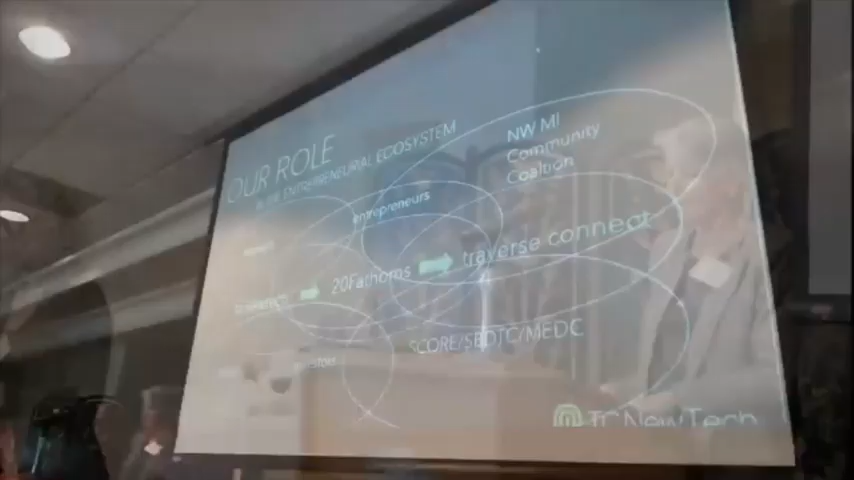 OUR ROLE
IN THE ENTREPRENEURIAL ECOSYSTEM
NW MI
Community
Coalition
entrepreneurs
20Fathoms
traverse connect
SCORE/SBDTC/MEDC
TCNewTech